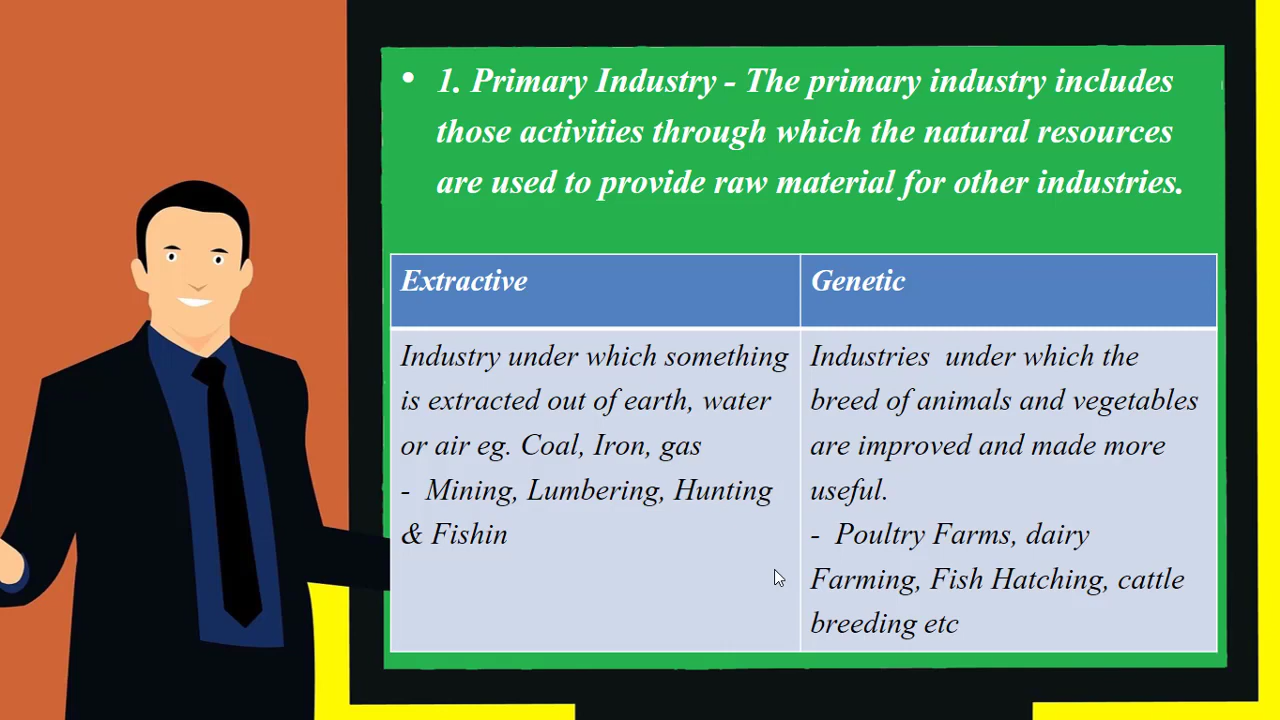 • 1. Primary Industry - The primary industry includes
those activities through which the natural resources
are used to provide raw material for other industries.
Extractive
Industry under which something
is extracted out of earth, water
or air eg. Coal, Iron, gas
- Mining, Lumbering, Hunting
& Fishin
Genetic
Industries under which the
breed of animals and vegetables
are improved and made more
useful.
- Poultry Farms, dairy
Farming, Fish Hatching, cattle
breeding etc